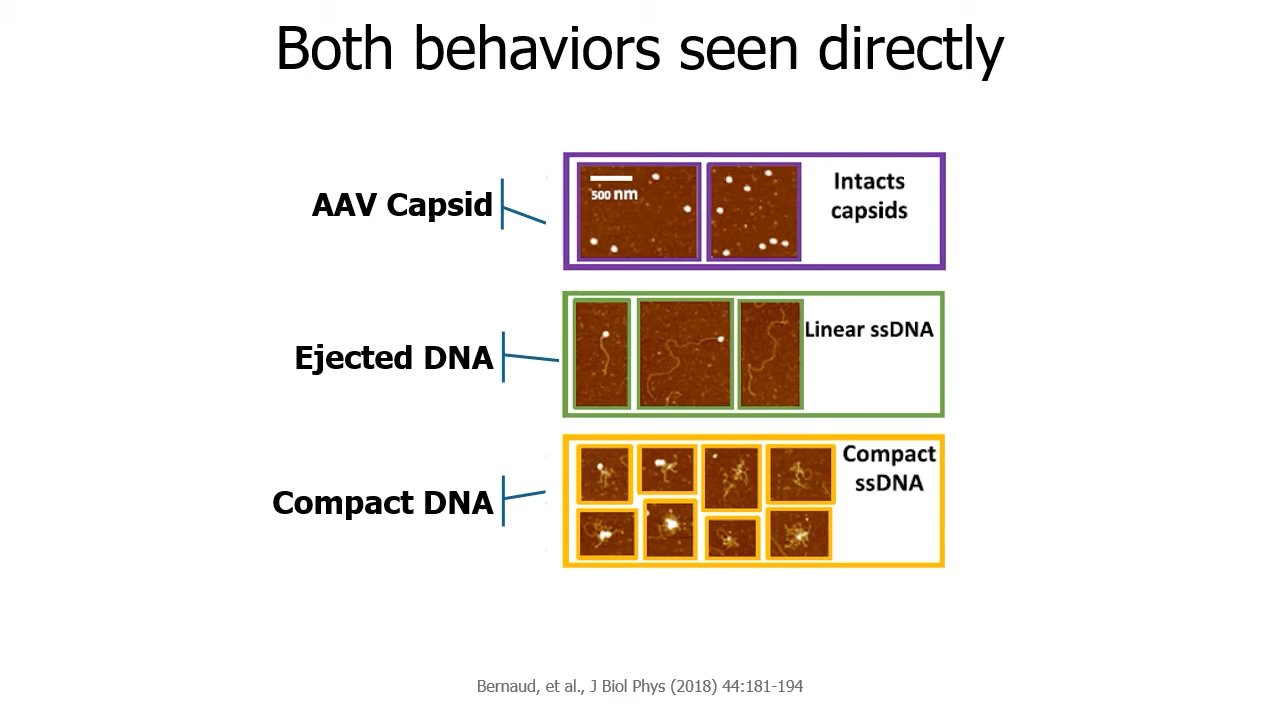 Both behaviors seen directly
AAV Capsid
500 nm
Intacts
capsids
Ejected DNA
Linear ssDNA
Compact DNA
Compact
ssDNA
Bernaud, et al., J Biol Phys (2018) 44:181-194